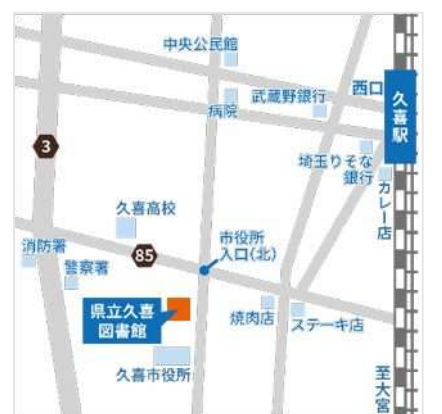 中央公民館
西口
久喜駅
武蔵野銀行
病院
3
埼玉りそな
銀行
カレー店
久喜高校
市役所
入口(北)
消防署
85
警察署
県立久喜
図書館
焼肉店
ステーキ店
久喜市役所
至大宮